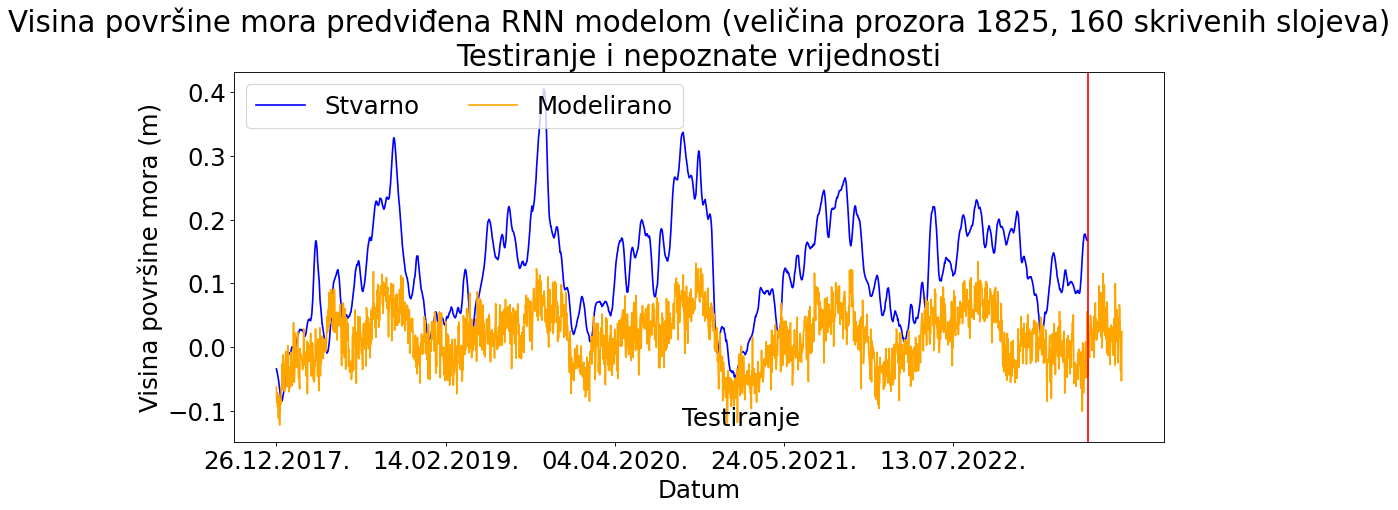 Visina površine mora predviđena RNN modelom (veličina prozora 1825, 160 skrivenih slojeva)
Testiranje i nepoznate vrijednosti
Stvarno
Modelirano
0.4
0.3
0.2
0.1
0.0
−0.1
Visina površine mora (m)
Testiranje
26.12.2017.
14.02.2019.
04.04.2020.
24.05.2021.
13.07.2022.
Datum